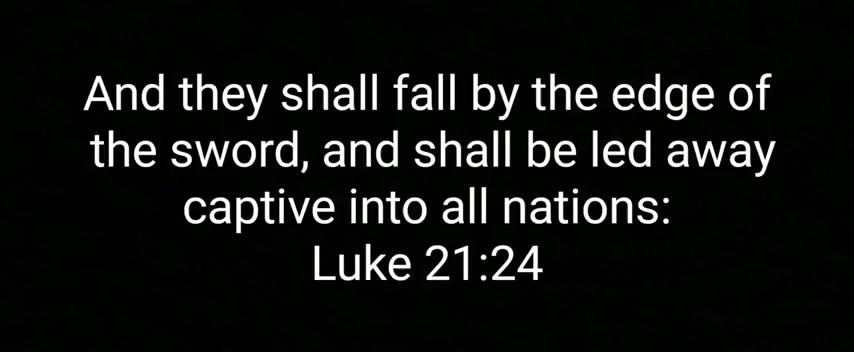 And they shall fall by the edge of
the sword, and shall be led away
captive into all nations:
Luke 21:24